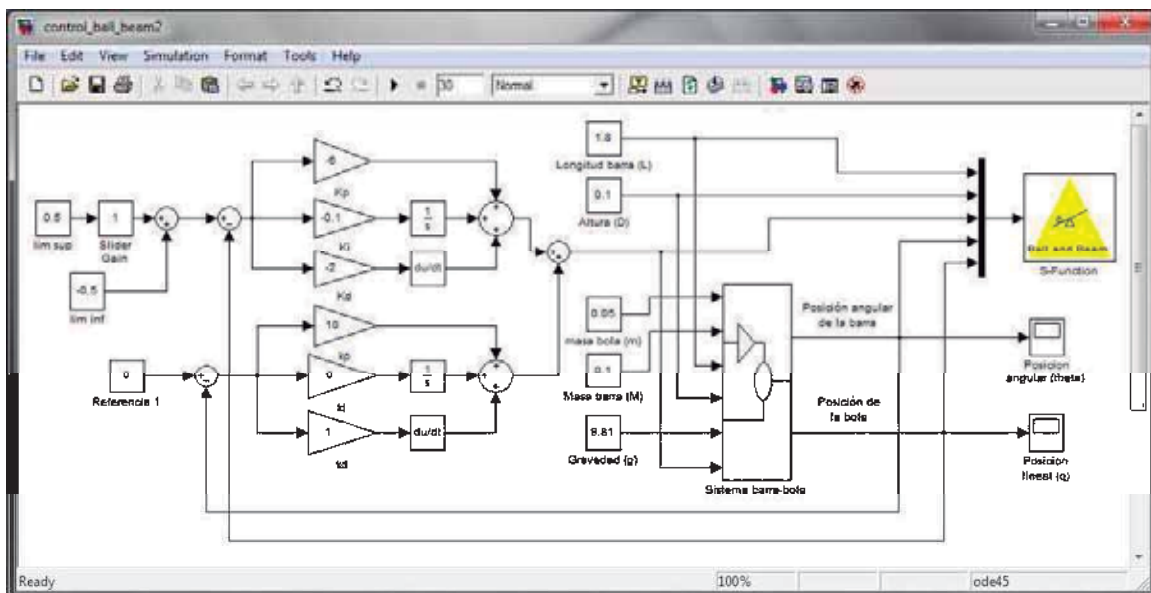 control_ball_beam2
File Edit View Simulation Format Tools Help
30 Normal
0.5
lim sup
1
Slider
Gain
-0.5
lim inf
-6
Kp
-0.1
1
s
Ki
-2
du/dt
Kd
10
kp
0
Referencia 1
0
1
s
ki
1
du/dt
kd
1.8
Longitud barra (L)
0.1
Altura (D)
0.05
masa bola (m)
0.1
Masa barra (M)
9.81
Gravedad (g)
Sistema barra-bola
Posición angular
de la barra
Posición de
la bola
Ball and Beam
S-Function
Posicion
angular (theta)
Posicion
lineal (q)
Ready
100%
ode45